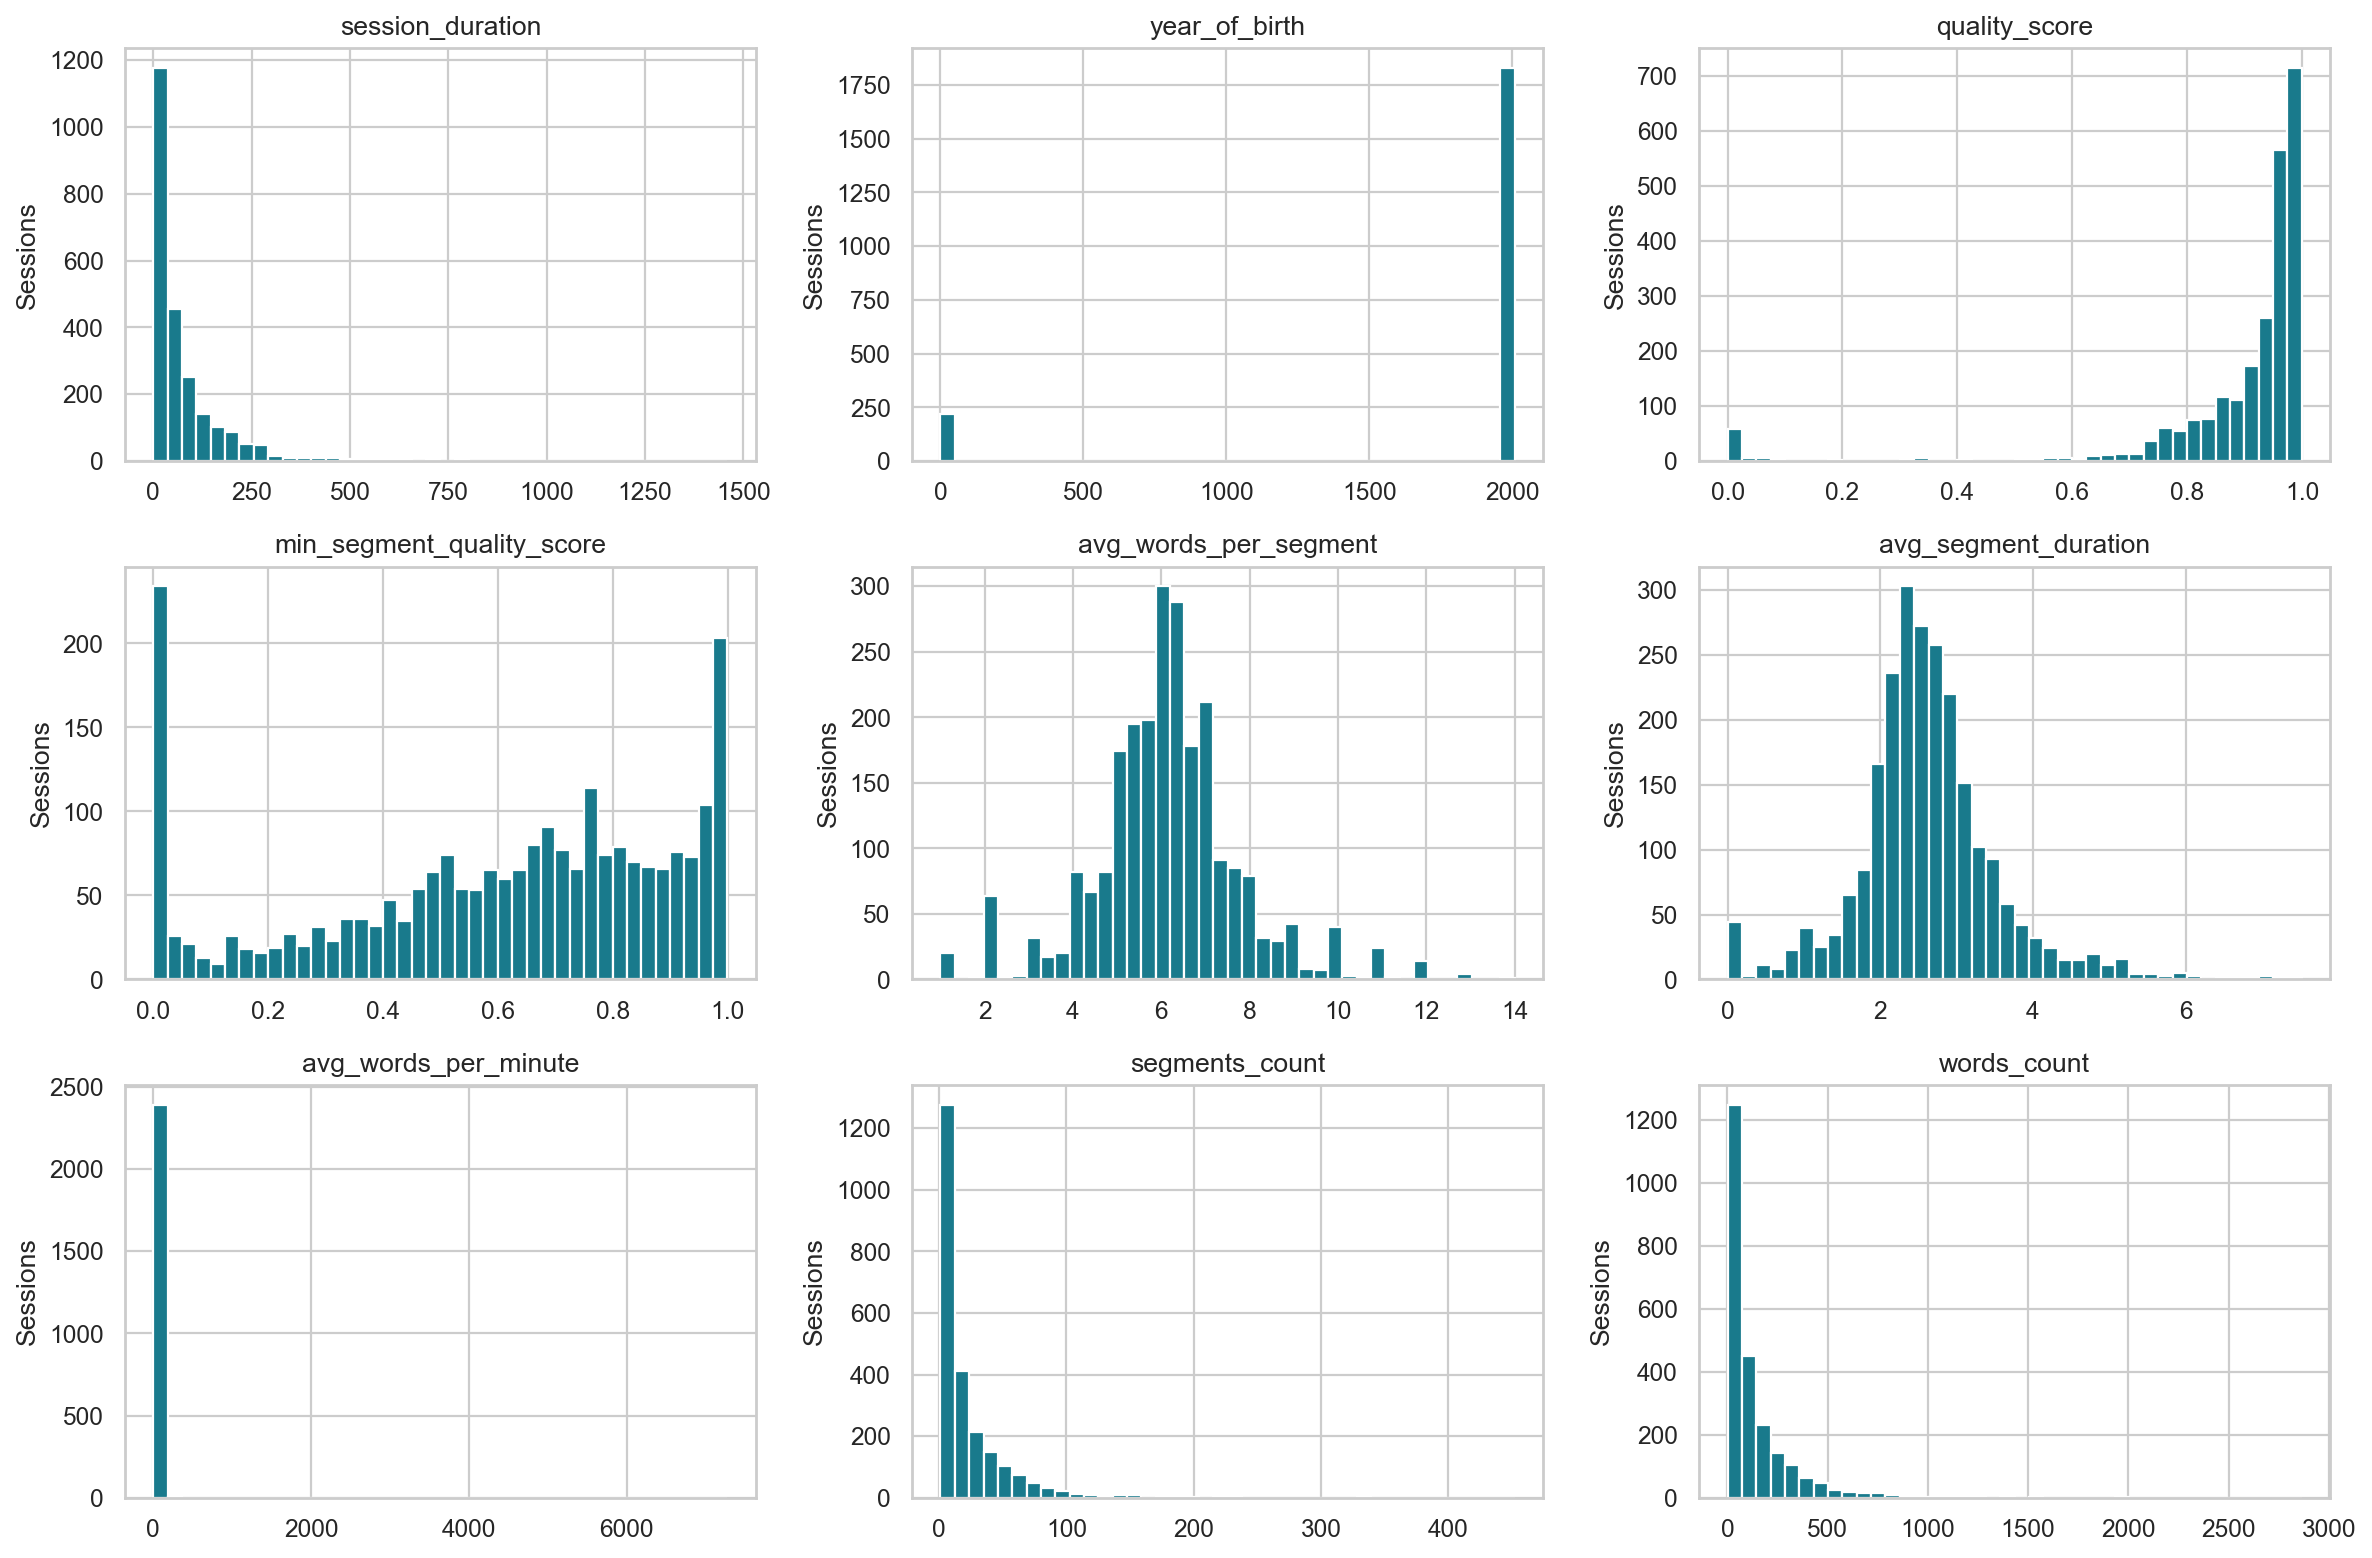 session_duration
1200
1000
800
600
400
200
0
Sessions
0 250 500 750 1000 1250 1500
year_of_birth
1750
1500
1250
1000
750
500
250
0
Sessions
0 500 1000 1500 2000
quality_score
700
600
500
400
300
200
100
0
Sessions
0.0 0.2 0.4 0.6 0.8 1.0
min_segment_quality_score
200
150
100
50
0
Sessions
0.0 0.2 0.4 0.6 0.8 1.0
avg_words_per_segment
300
250
200
150
100
50
0
Sessions
2 4 6 8 10 12 14
avg_segment_duration
300
250
200
150
100
50
0
Sessions
0 2 4 6
avg_words_per_minute
2500
2000
1500
1000
500
0
Sessions
0 2000 4000 6000
segments_count
1200
1000
800
600
400
200
0
Sessions
0 100 200 300 400
words_count
1200
1000
800
600
400
200
0
Sessions
0 500 1000 1500 2000 2500 3000